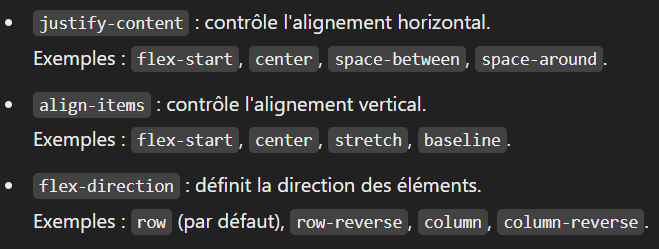 • justify-content : contrôle l'alignement horizontal.
Exemples : flex-start, center, space-between, space-around.
• align-items : contrôle l'alignement vertical.
Exemples : flex-start, center, stretch, baseline.
• flex-direction : définit la direction des éléments.
Exemples : row (par défaut), row-reverse, column, column-reverse.